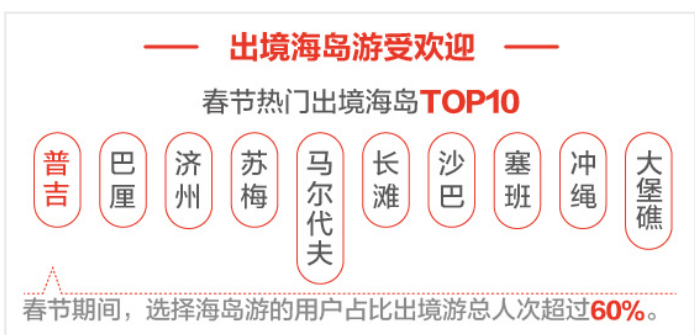 出境海岛游受欢迎
春节热门出境海岛TOP10
普吉 巴厘 济州 苏梅 马尔代夫 长滩 沙巴 塞班 冲绳 大堡礁
春节期间，选择海岛游的用户占比出境游总人次超过60%。